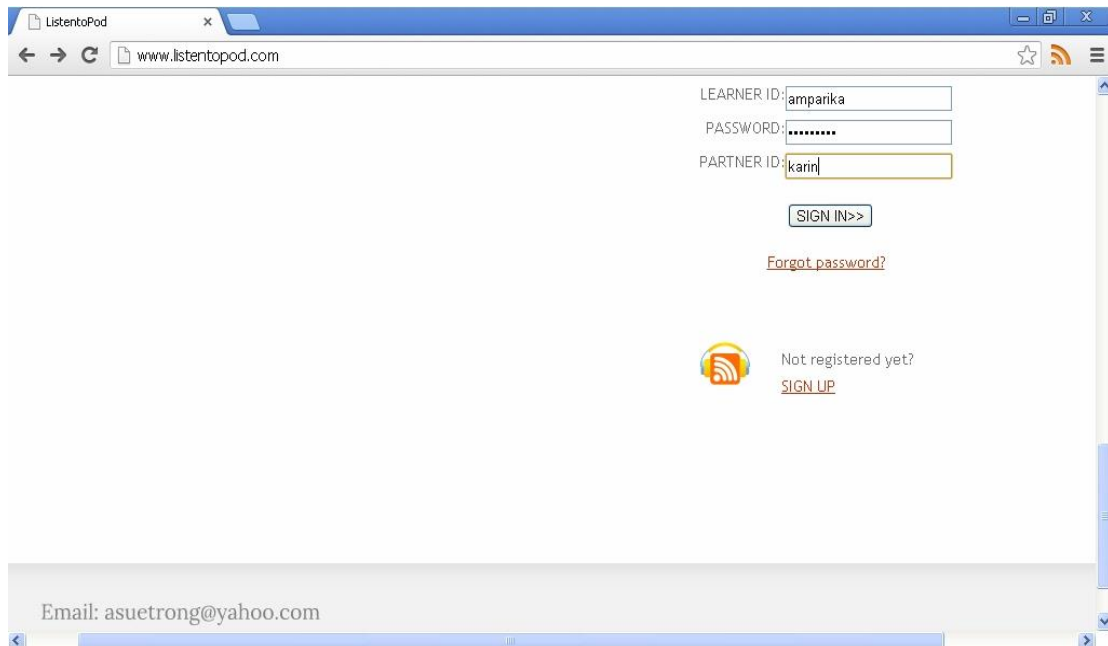 ListentoPod
www.listentopod.com
LEARNER ID: amparika
PASSWORD: •••••••••
PARTNER ID: karin
SIGN IN>>
Forgot password?
Not registered yet?
SIGN UP
Email: asuetrong@yahoo.com